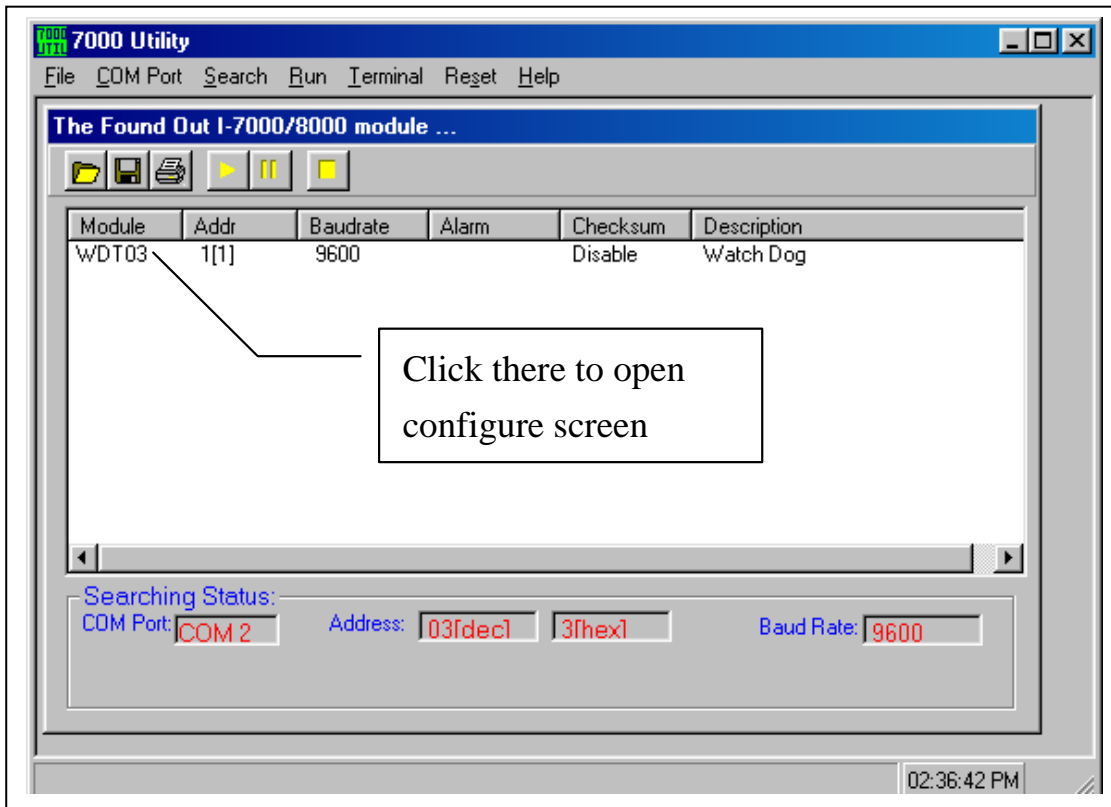 7000 UTIL 7000 Utility
File COM Port Search Run Terminal Reset Help
The Found Out I-7000/8000 module ...
Module Addr Baudrate Alarm Checksum Description
WDT03 1[1] 9600 Disable Watch Dog
Click there to open
configure screen
Searching Status:
COM Port: COM 2 Address: 03[dec] 3[hex] Baud Rate: 9600
02:36:42 PM